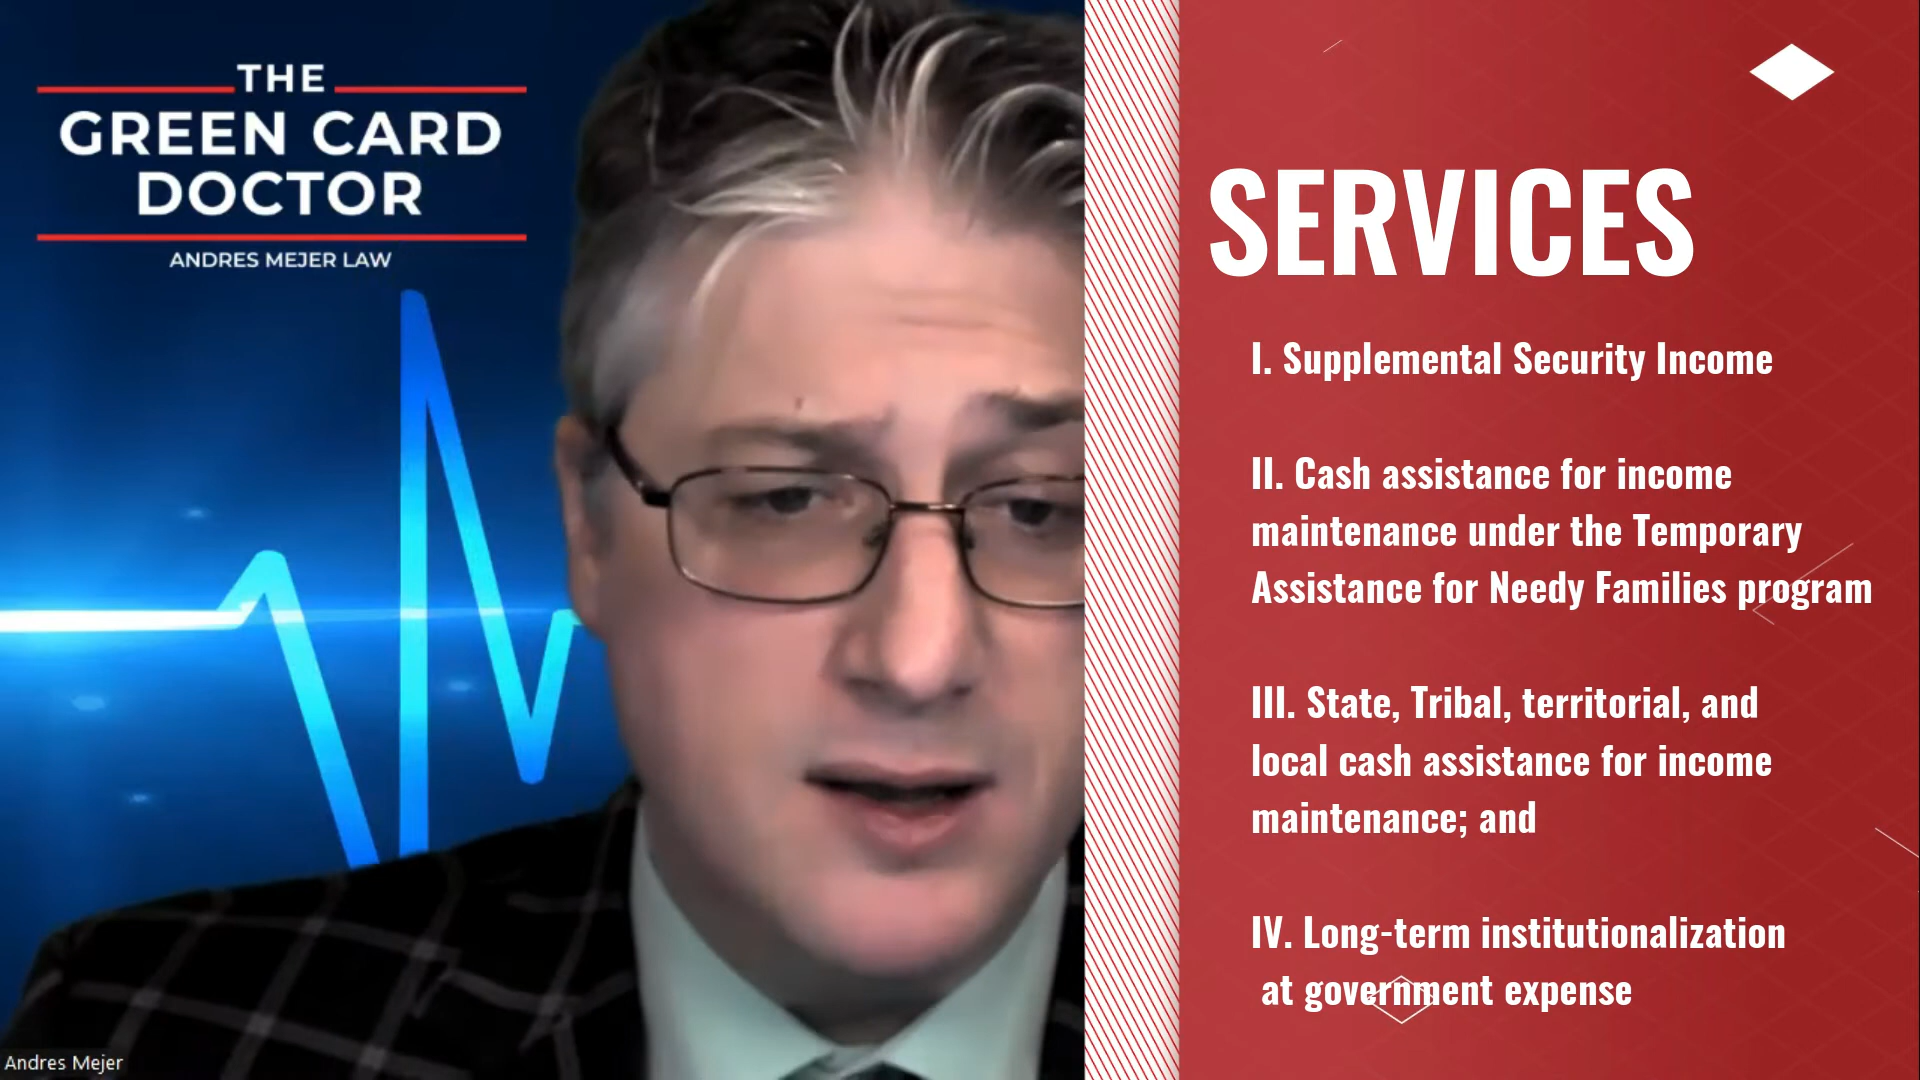 THE
GREEN CARD
DOCTOR
ANDRES MEJER LAW
Andres Mejer
SERVICES
I. Supplemental Security Income
II. Cash assistance for income
maintenance under the Temporary
Assistance for Needy Families program
III. State, Tribal, territorial, and
local cash assistance for income
maintenance; and
IV. Long-term institutionalization
at government expense